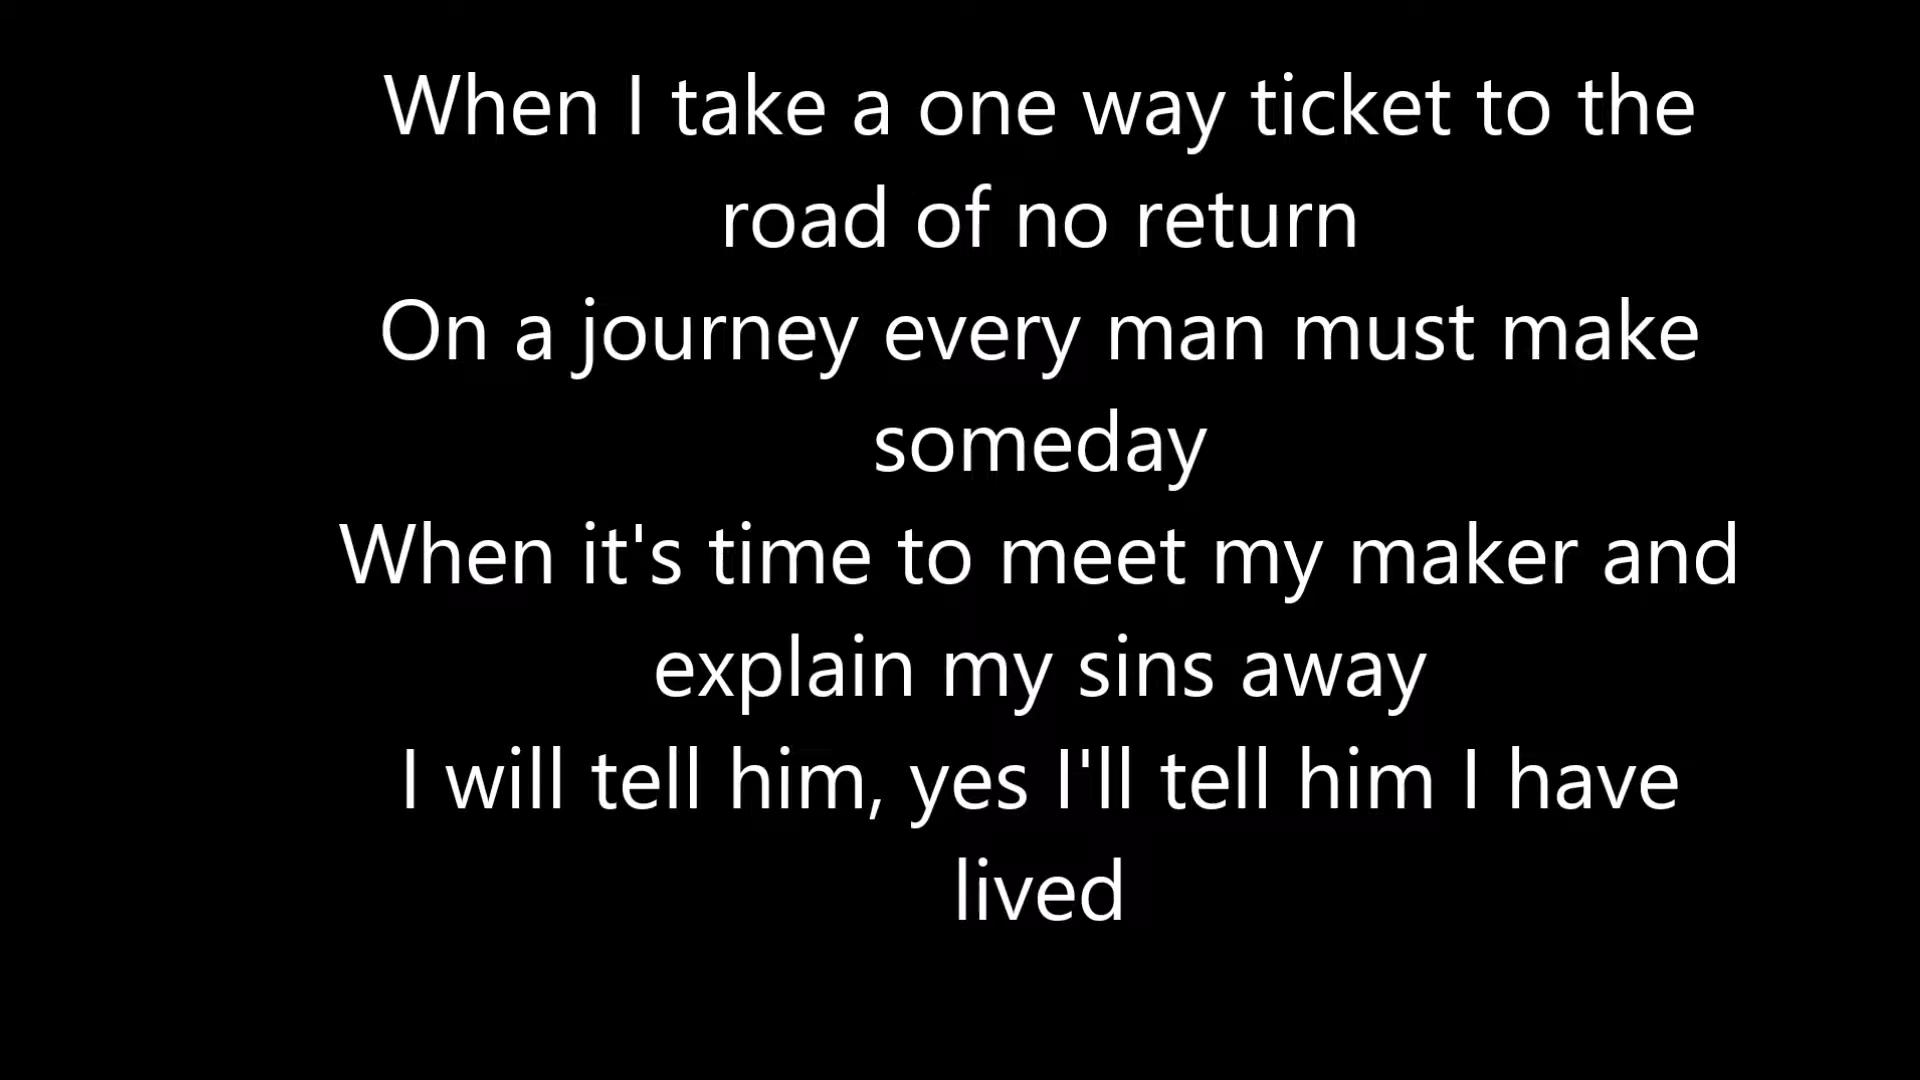 When I take a one way ticket to the
road of no return
On a journey every man must make
someday
When it's time to meet my maker and
explain my sins away
I will tell him, yes I'll tell him I have
lived